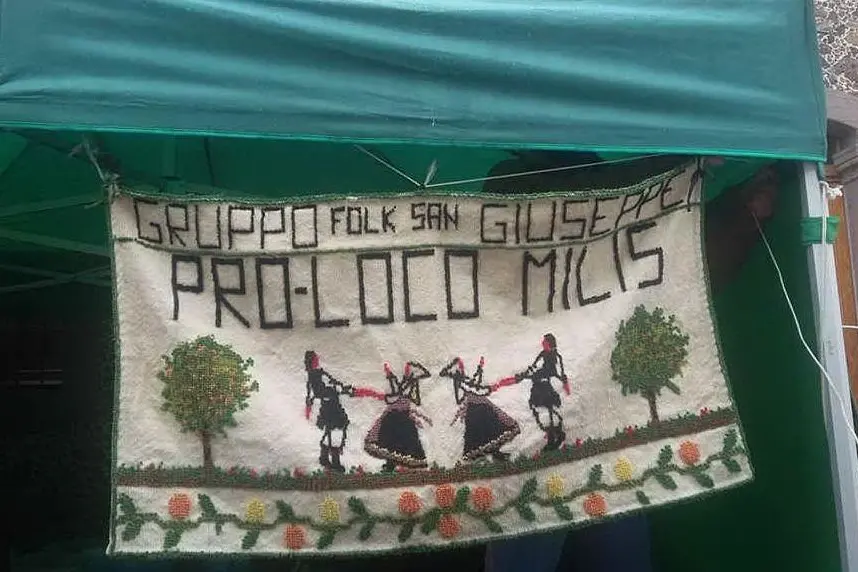 GRUPPO FOLK SAN GIUSEPPE
PRO-LOCO MILIS